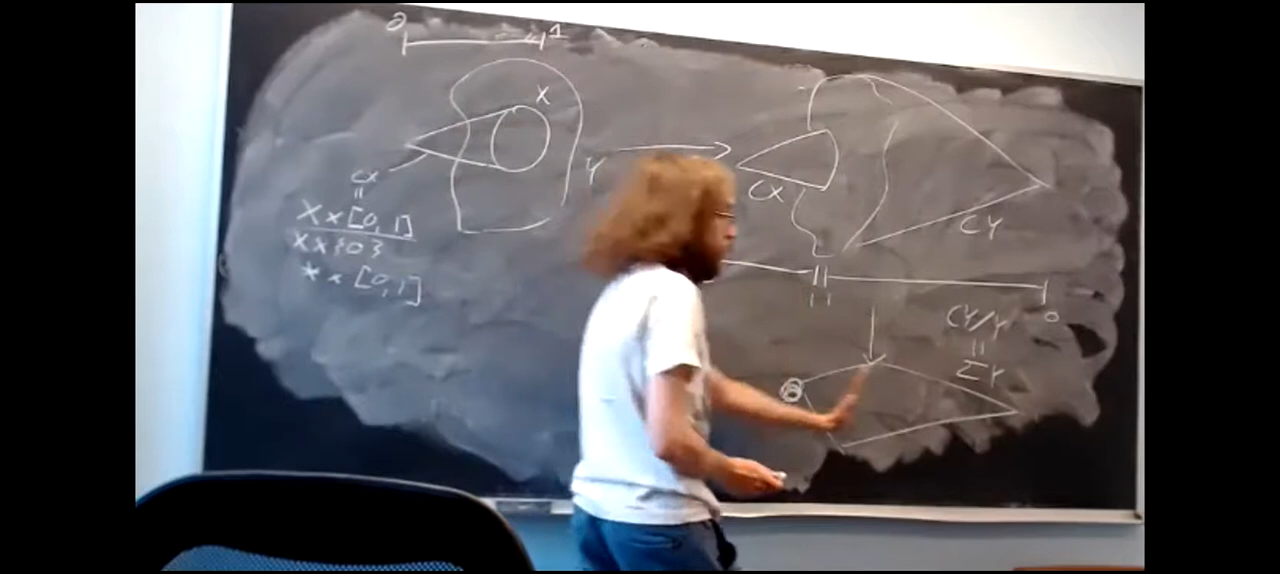 0 1
X
Y
CX
||
X×[0,1]
X×{0}
*×[0,1]
CX
CY
0
CY/Y
||
ΣY